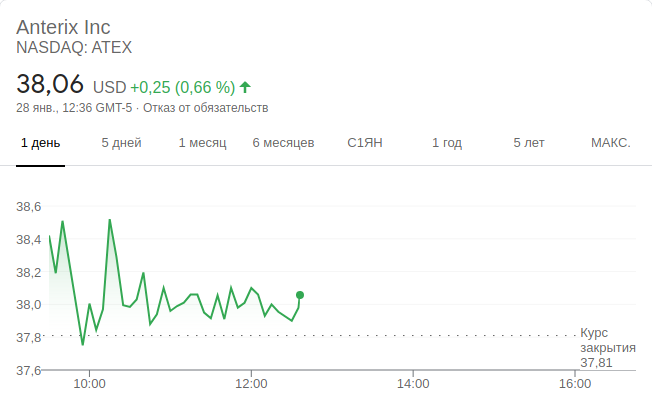 Anterix Inc
NASDAQ: ATEX
38,06 USD +0,25 (0,66 %)
28 янв., 12:36 GMT-5 · Отказ от обязательств
1 день 5 дней 1 месяц 6 месяцев С1ЯН 1 год 5 лет МАКС.
38,6
38,4
38,2
38,0
37,8
37,6
Курс
закрытия
37,81
10:00 12:00 14:00 16:00